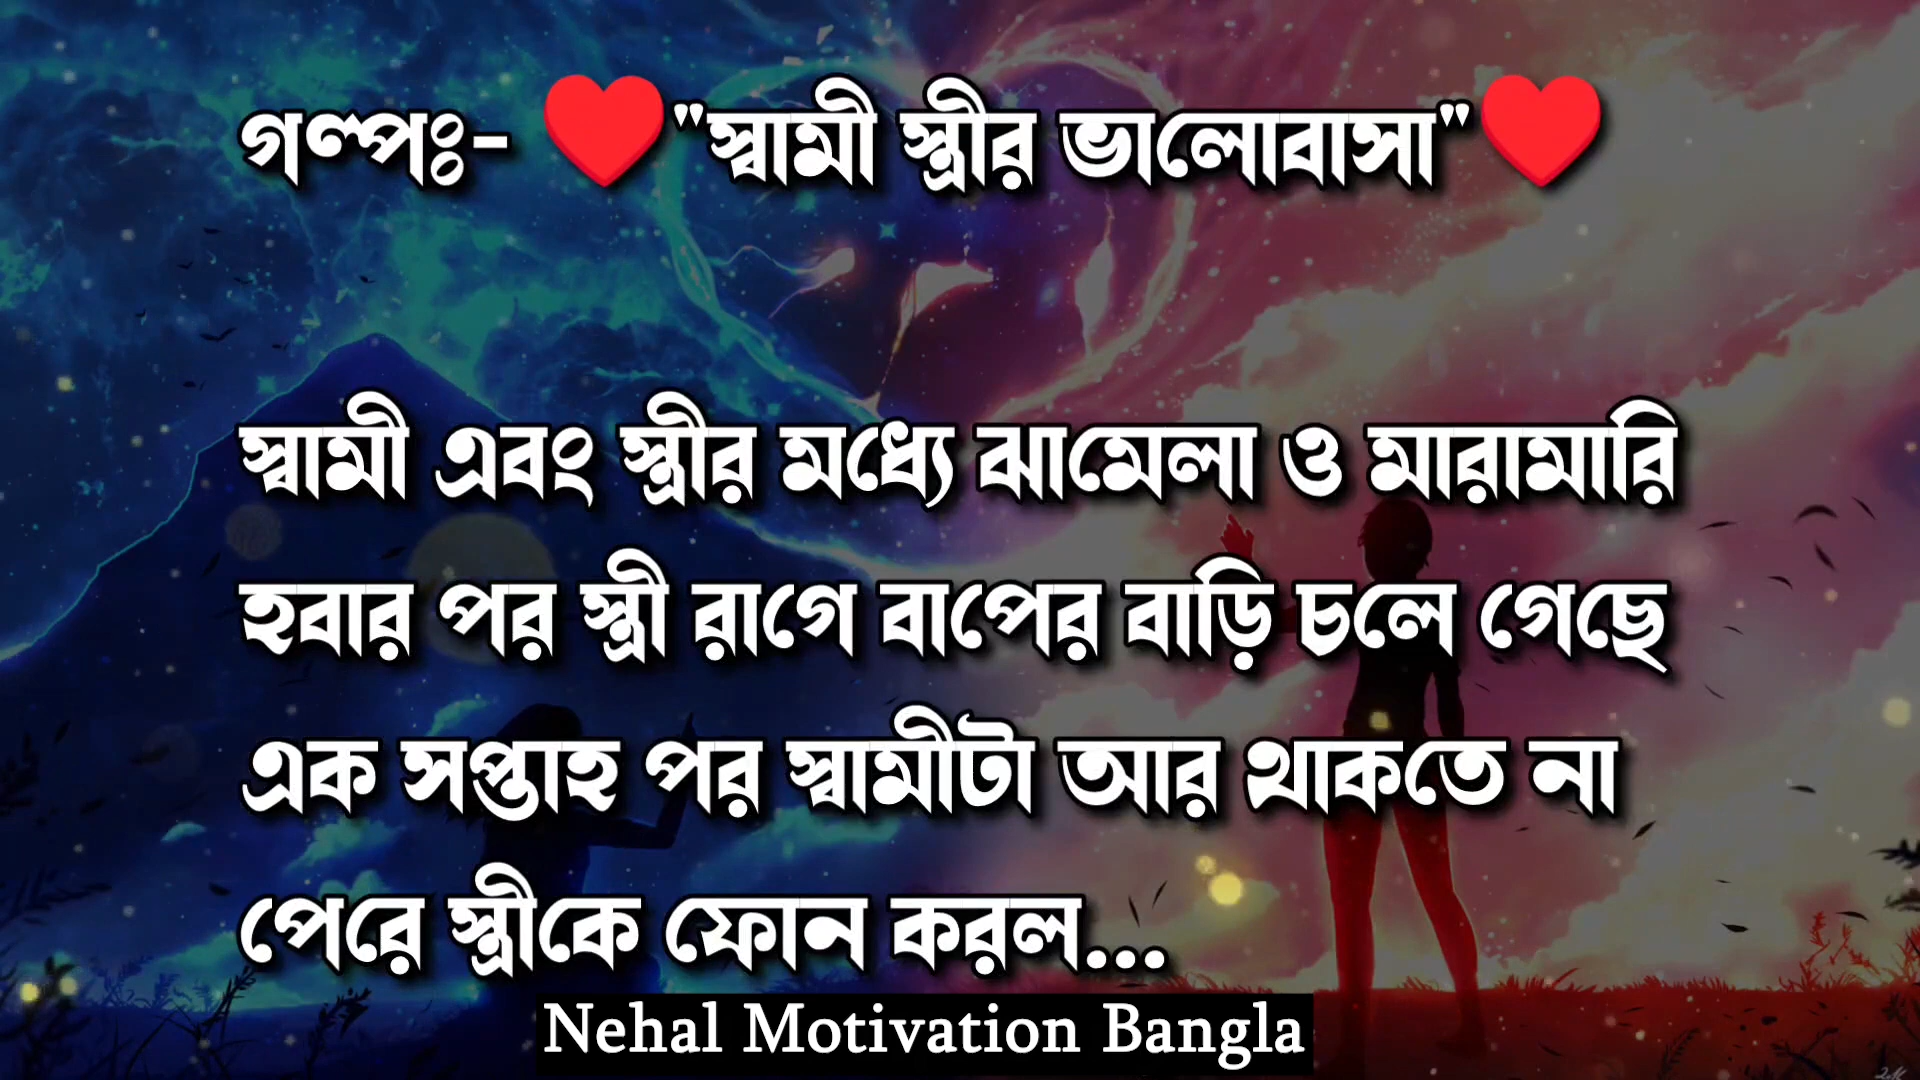 গল্পঃ- ❤"স্বামী স্ত্রীর ভালোবাসা"❤
স্বামী এবং স্ত্রীর মধ্যে ঝামেলা ও মারামারি
হবার পর স্ত্রী রাগে বাপের বাড়ি চলে গেছে
এক সপ্তাহ পর স্বামীটা আর থাকতে না
পেরে স্ত্রীকে ফোন করল...
Nehal Motivation Bangla